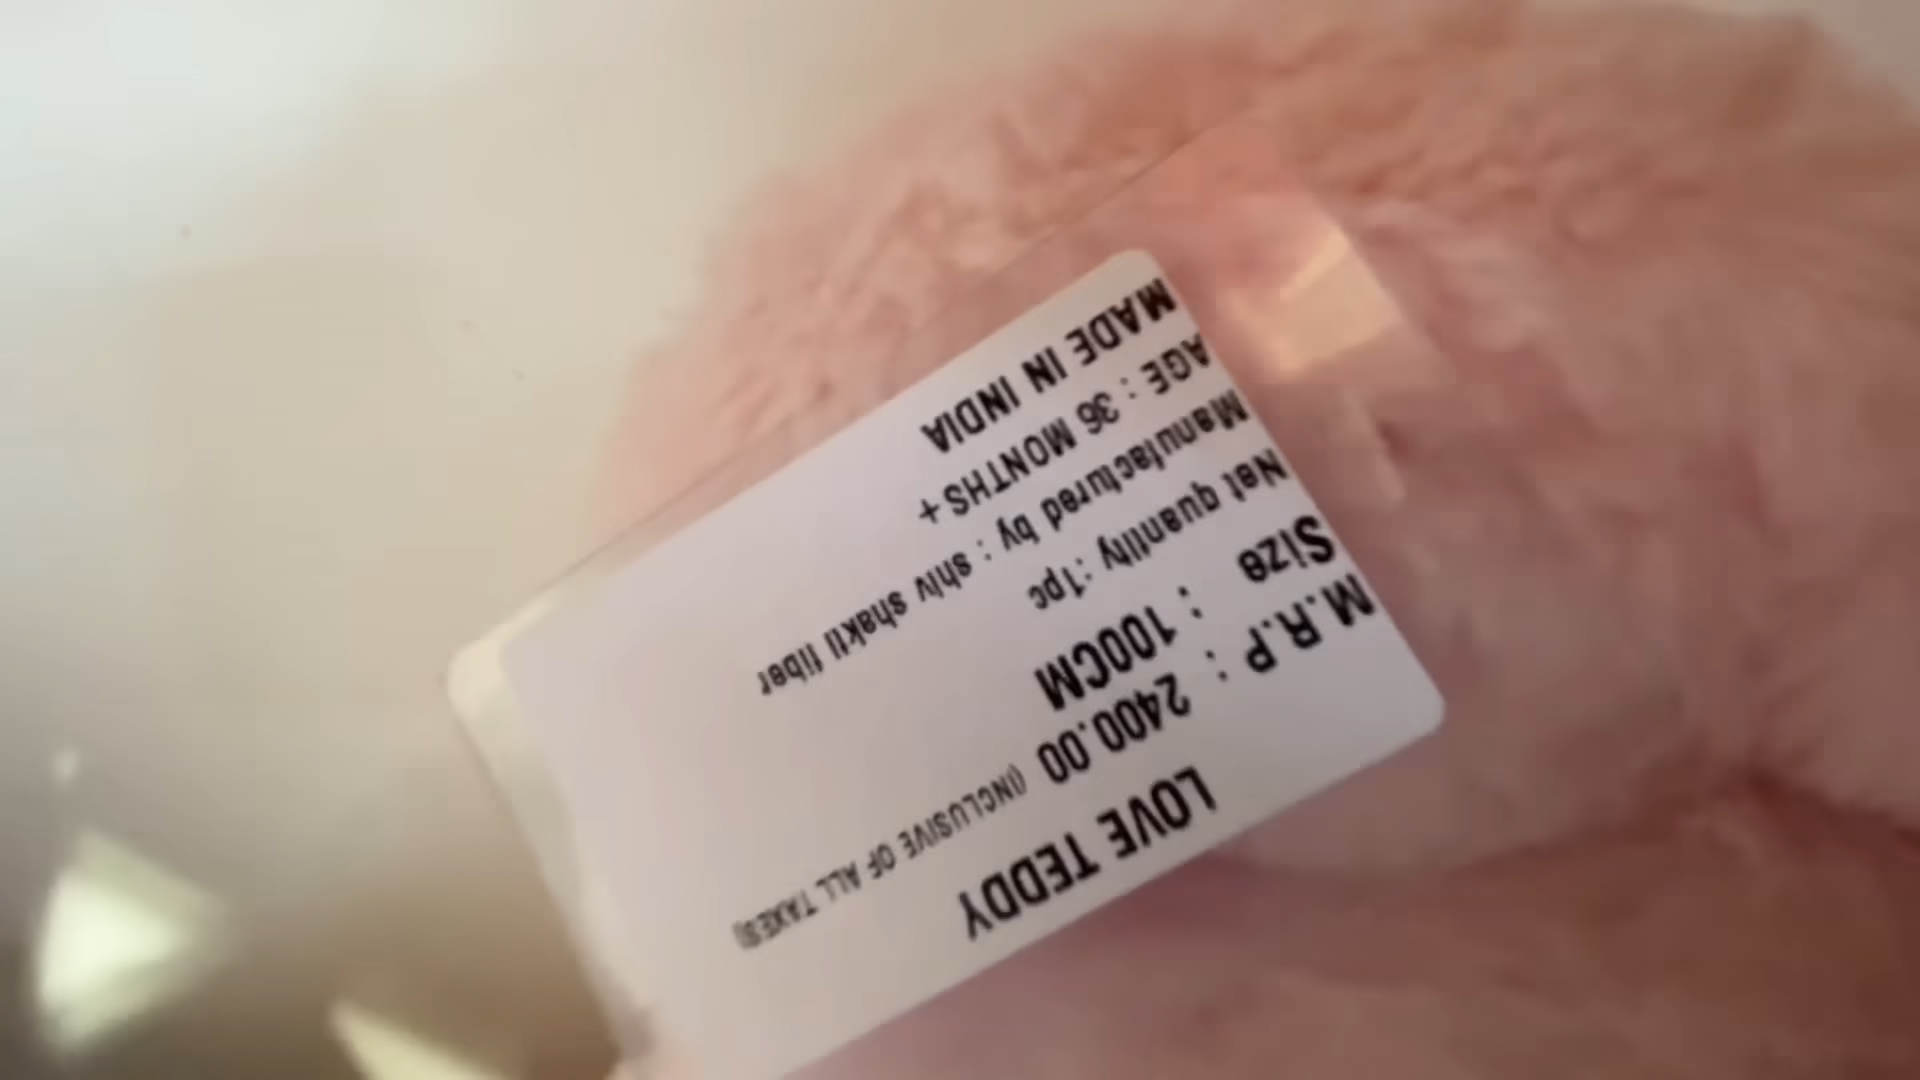 LOVE TEDDY
M.R.P : 2400.00 (INCLUSIVE OF ALL TAXES)
Size : 100CM
Net quantity :1pc
Manufactured by : shiv shakti fiber
AGE : 36 MONTHS+
MADE IN INDIA